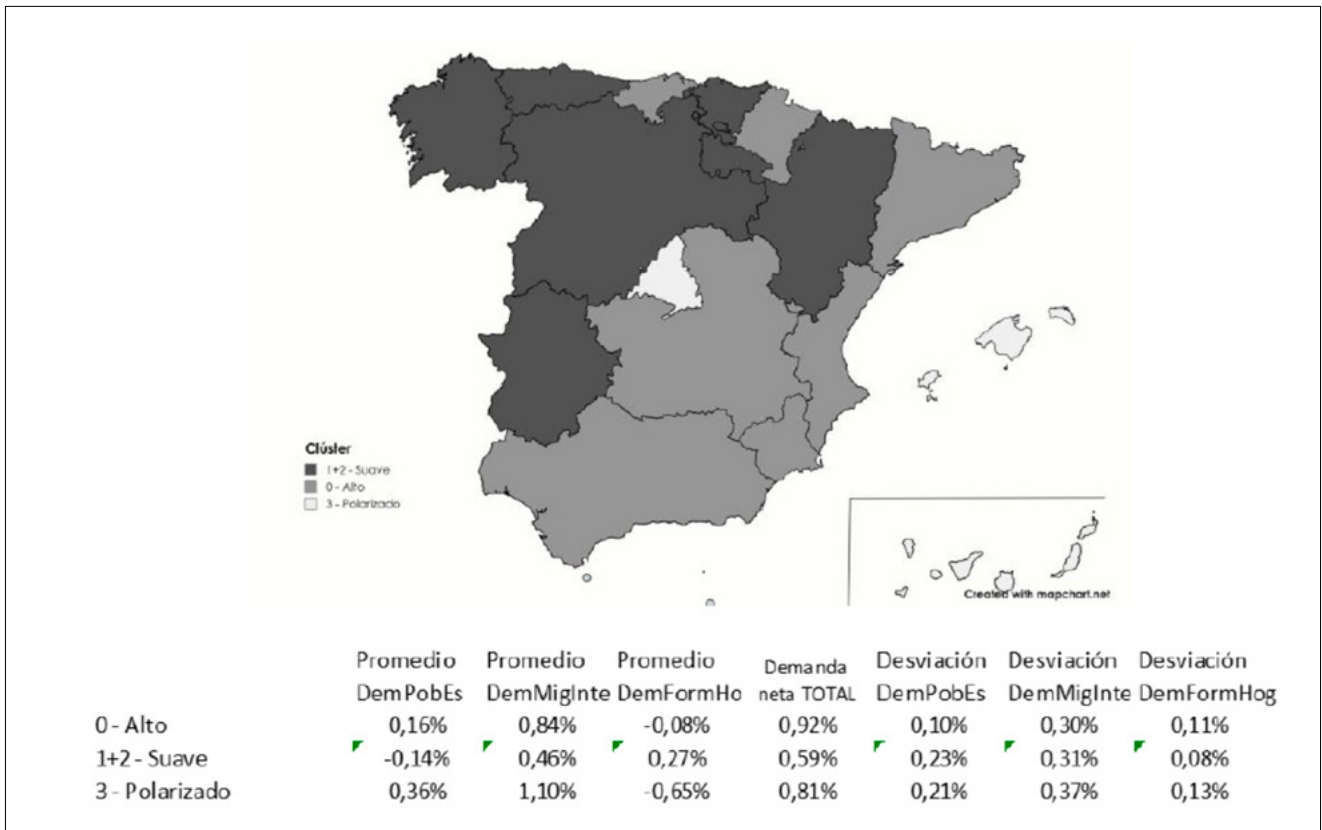 Clúster
1+2 - Suave
0 - Alto
3 - Polarizado
Created with mapchart.net
Promedio Promedio Promedio Demanda Desviación Desviación Desviación
DemPobEs DemMigInte DemFormHo neta TOTAL DemPobEs DemMigInte DemFormHog
0 - Alto 0,16% 0,84% -0,08% 0,92% 0,10% 0,30% 0,11%
1+2 - Suave -0,14% 0,46% 0,27% 0,59% 0,23% 0,31% 0,08%
3 - Polarizado 0,36% 1,10% -0,65% 0,81% 0,21% 0,37% 0,13%